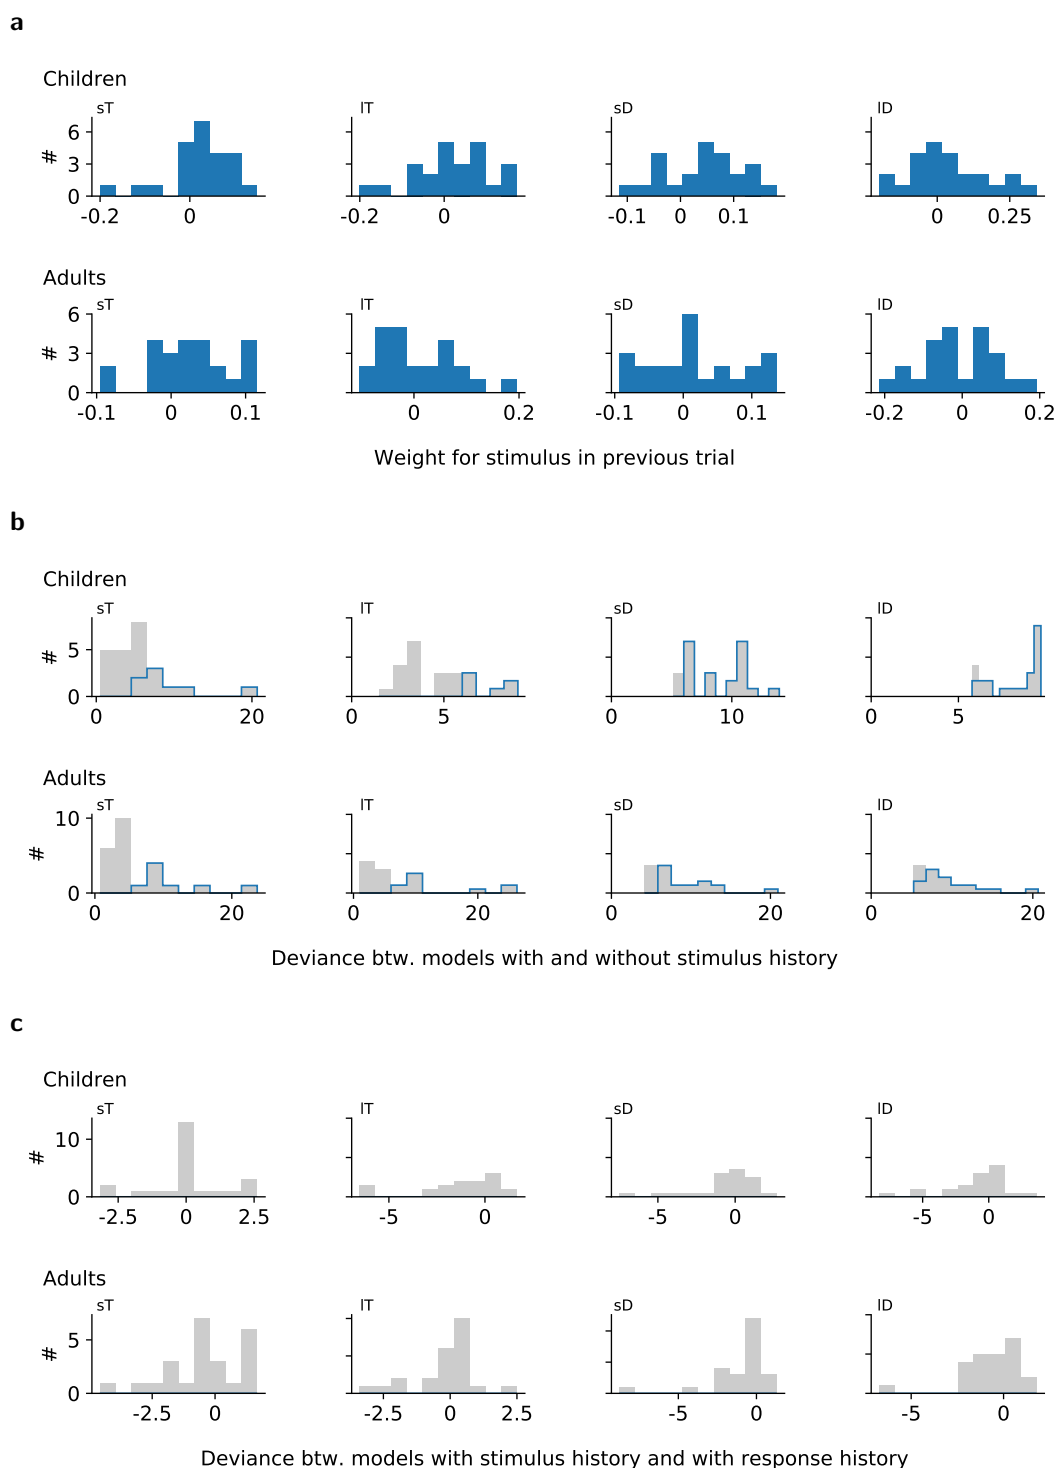 a
Children
sT lT sD lD
#
6
3
0
-0.2 0
-0.2 0
-0.1 0 0.1
0 0.25
Adults
sT lT sD lD
#
6
3
0
-0.1 0 0.1
0 0.2
-0.1 0 0.1
-0.2 0 0.2
Weight for stimulus in previous trial
b
Children
sT lT sD lD
#
5
0
0 20
0 5
0 10
0 5
Adults
sT lT sD lD
#
10
0
0 20
0 20
0 20
0 20
Deviance btw. models with and without stimulus history
c
Children
sT lT sD lD
#
10
0
-2.5 0 2.5
-5 0
-5 0
-5 0
Adults
sT lT sD lD
#
5
0
-2.5 0
-2.5 0 2.5
-5 0
-5 0
Deviance btw. models with stimulus history and with response history